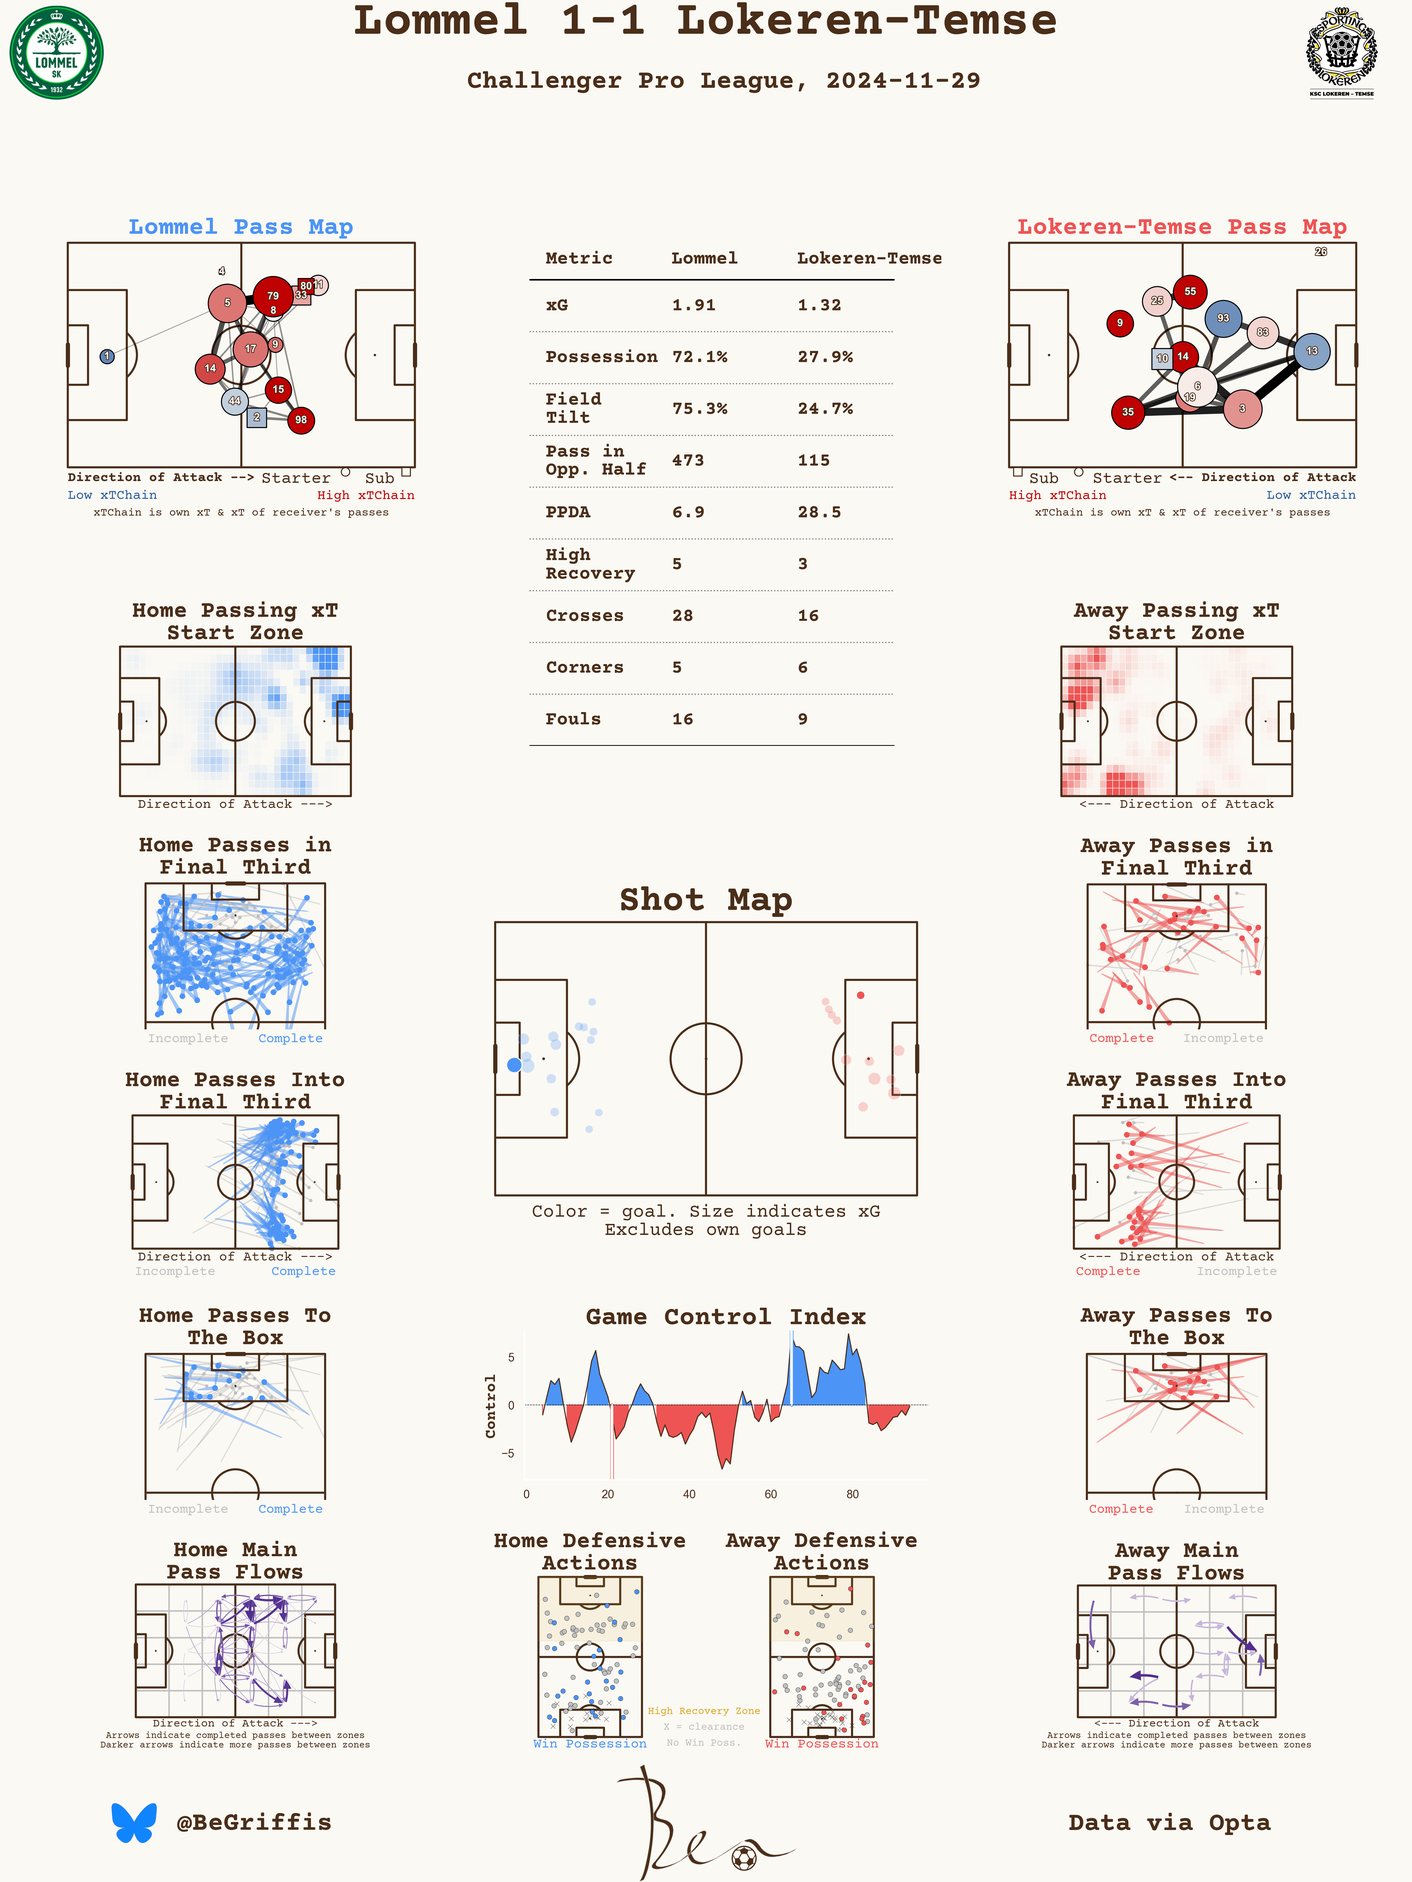 Lommel 1-1 Lokeren-Temse
Challenger Pro League, 2024-11-29
LOMMEL
SK
1932
SPORTING
LOKEREN
KSC LOKEREN - TEMSE
Lommel Pass Map
4
5
79
80
11
33
8
1
17
9
14
15
44
2
98
Direction of Attack --> Starter Sub
Low xTChain High xTChain
xTChain is own xT & xT of receiver's passes
Metric Lommel Lokeren-Temse
xG 1.91 1.32
Possession 72.1% 27.9%
Field
Tilt 75.3% 24.7%
Pass in
Opp. Half 473 115
PPDA 6.9 28.5
High
Recovery 5 3
Crosses 28 16
Corners 5 6
Fouls 16 9
Lokeren-Temse Pass Map
26
55
25
9
93
83
10
14
13
6
19
35
3
Sub Starter <-- Direction of Attack
High xTChain Low xTChain
xTChain is own xT & xT of receiver's passes
Home Passing xT
Start Zone
Direction of Attack --->
Away Passing xT
Start Zone
<--- Direction of Attack
Home Passes in
Final Third
Incomplete Complete
Away Passes in
Final Third
Complete Incomplete
Shot Map
Color = goal. Size indicates xG
Excludes own goals
Home Passes Into
Final Third
Direction of Attack --->
Incomplete Complete
Away Passes Into
Final Third
<--- Direction of Attack
Complete Incomplete
Home Passes To
The Box
Incomplete Complete
Game Control Index
Control
5
0
−5
0 20 40 60 80
Away Passes To
The Box
Complete Incomplete
Home Main
Pass Flows
Direction of Attack --->
Arrows indicate completed passes between zones
Darker arrows indicate more passes between zones
Home Defensive
Actions
Win Possession
High Recovery Zone
X = clearance
No Win Poss.
Away Defensive
Actions
Win Possession
Away Main
Pass Flows
<--- Direction of Attack
Arrows indicate completed passes between zones
Darker arrows indicate more passes between zones
@BeGriffis
Ben
Data via Opta